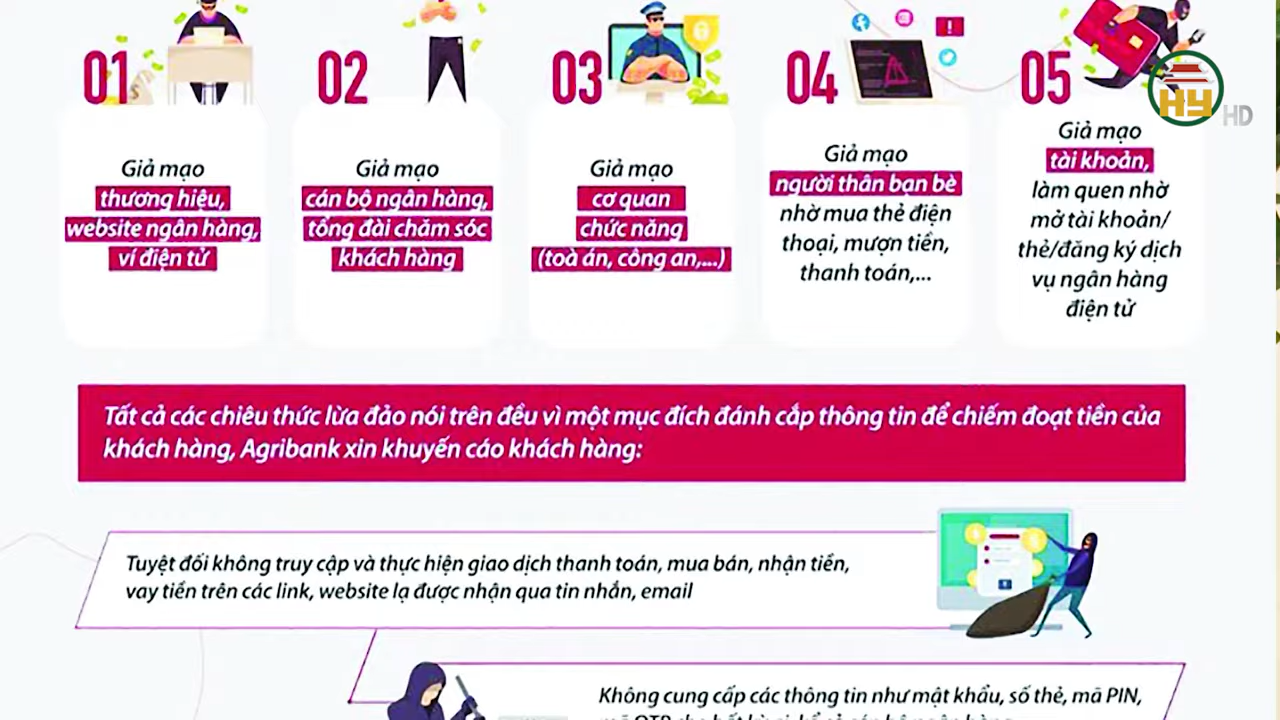 01
Giả mạo
thương hiệu,
website ngân hàng,
ví điện tử
02
Giả mạo
cán bộ ngân hàng,
tổng đài chăm sóc
khách hàng
03
Giả mạo
cơ quan
chức năng
(toà án, công an,...)
04
Giả mạo
người thân bạn bè
nhờ mua thẻ điện
thoại, mượn tiền,
thanh toán,...
05
Giả mạo
tài khoản,
làm quen nhờ
mở tài khoản/
thẻ/đăng ký dịch
vụ ngân hàng
điện tử
HY HD
Tất cả các chiêu thức lừa đảo nói trên đều vì một mục đích đánh cắp thông tin để chiếm đoạt tiền của
khách hàng, Agribank xin khuyến cáo khách hàng:
Tuyệt đối không truy cập và thực hiện giao dịch thanh toán, mua bán, nhận tiền,
vay tiền trên các link, website lạ được nhận qua tin nhắn, email
Không cung cấp các thông tin như mật khẩu, số thẻ, mã PIN,